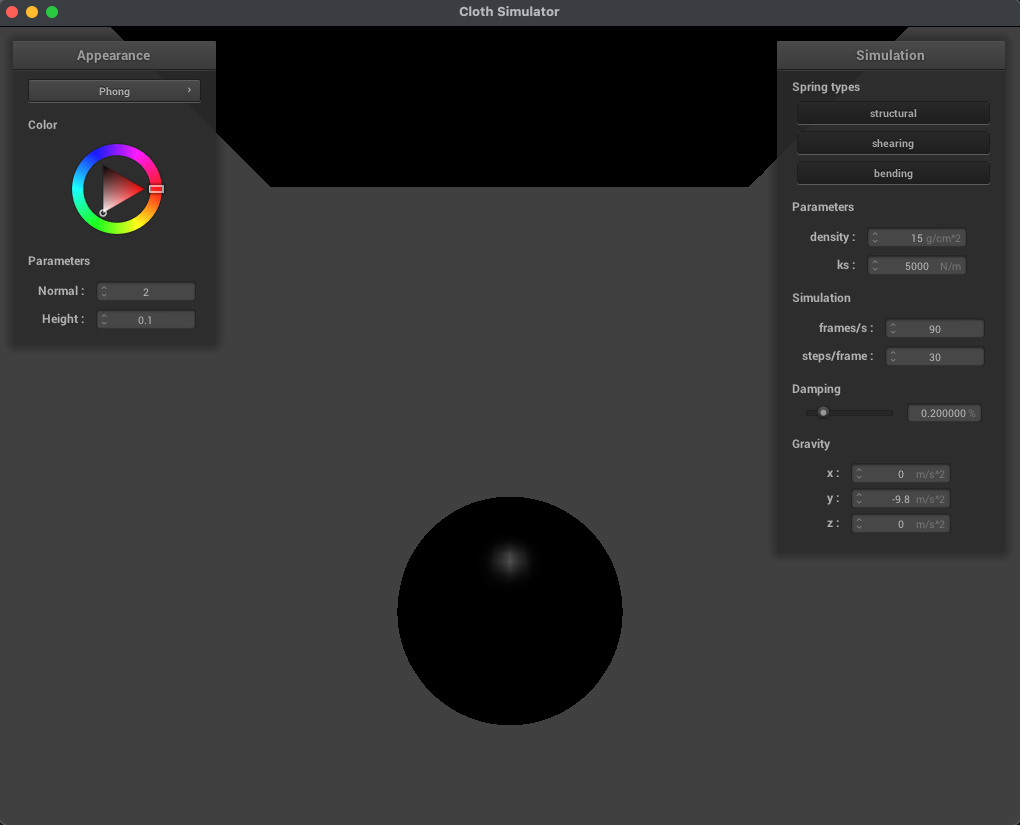 Cloth Simulator
Appearance
Phong ›
Color
Parameters
Normal : 2
Height : 0.1
Simulation
Spring types
structural
shearing
bending
Parameters
density : 15 g/cm^2
ks : 5000 N/m
Simulation
frames/s : 90
steps/frame : 30
Damping
0.200000 %
Gravity
x : 0 m/s^2
y : -9.8 m/s^2
z : 0 m/s^2